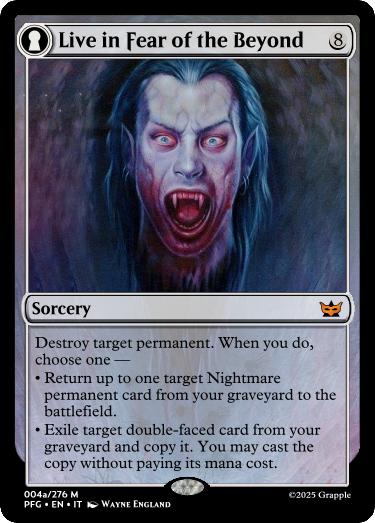 Live in Fear of the Beyond 8
Sorcery
Destroy target permanent. When you do,
choose one —
• Return up to one target Nightmare
permanent card from your graveyard to the
battlefield.
• Exile target double-faced card from your
graveyard and copy it. You may cast the
copy without paying its mana cost.
004a/276 M
PFG • EN • IT Wayne England
©2025 Grapple